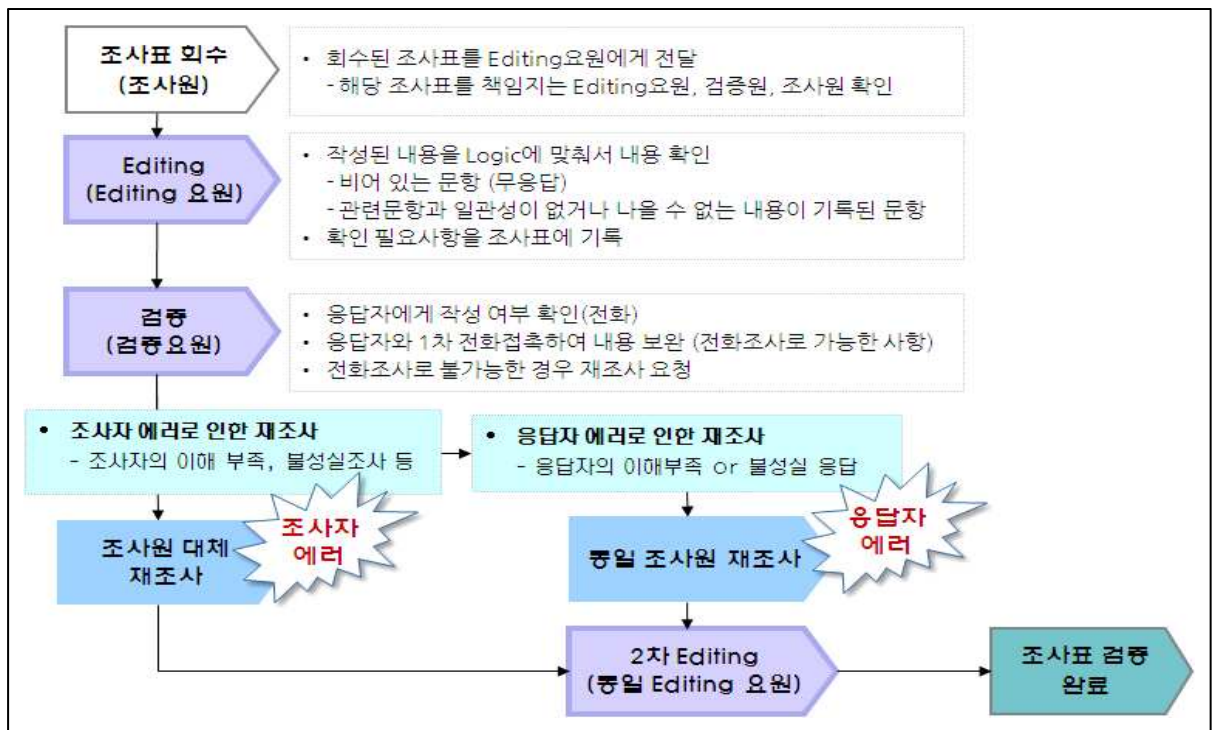 조사표 회수
(조사원)
• 회수된 조사표를 Editing요원에게 전달
- 해당 조사표를 책임지는 Editing요원, 검증원, 조사원 확인
Editing
(Editing 요원)
• 작성된 내용을 Logic에 맞춰서 내용 확인
- 비어 있는 문항 (무응답)
- 관련문항과 일관성이 없거나 나올 수 없는 내용이 기록된 문항
• 확인 필요사항을 조사표에 기록
검증
(검증요원)
• 응답자에게 작성 여부 확인(전화)
• 응답자와 1차 전화접촉하여 내용 보완 (전화조사로 가능한 사항)
• 전화조사로 불가능한 경우 재조사 요청
• 조사자 에러로 인한 재조사
- 조사자의 이해 부족, 불성실조사 등
• 응답자 에러로 인한 재조사
- 응답자의 이해부족 or 불성실 응답
조사원 대체
재조사
조사자
에러
동일 조사원 재조사
응답자
에러
2차 Editing
(동일 Editing 요원)
조사표 검증
완료